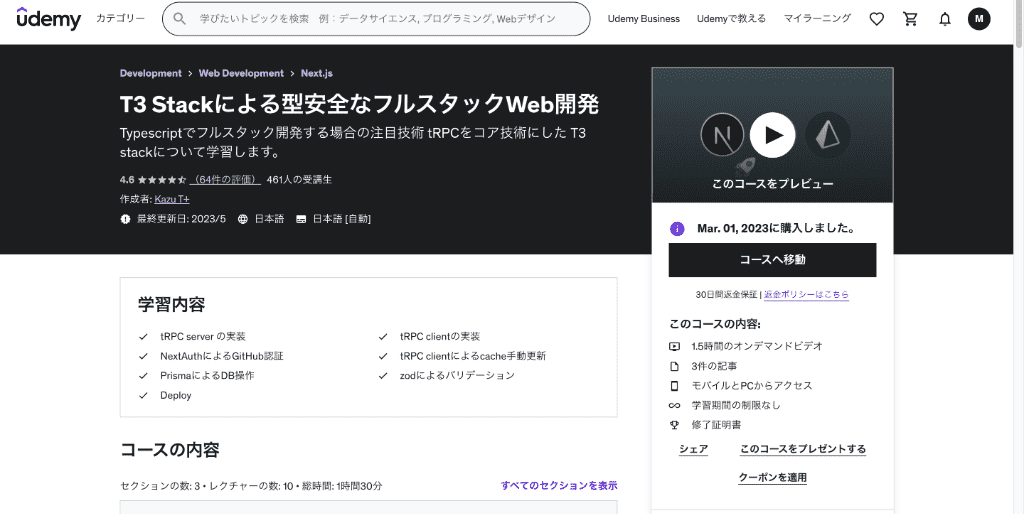 udemy カテゴリー 学びたいトピックを検索 例：データサイエンス, プログラミング, Webデザイン Udemy Business Udemyで教える マイラーニング M
Development > Web Development > Next.js
T3 Stackによる型安全なフルスタックWeb開発
Typescriptでフルスタック開発する場合の注目技術 tRPCをコア技術にした T3
stackについて学習します。
4.6 ★★★★★ (64件の評価) 461人の受講生
作成者: Kazu T+
最終更新日: 2023/5 日本語 日本語 [自動]
N
このコースをプレビュー
Mar. 01, 2023に購入しました。
コースへ移動
30日間返金保証 | 返金ポリシーはこちら
このコースの内容:
1.5時間のオンデマンドビデオ
3件の記事
モバイルとPCからアクセス
学習期間の制限なし
修了証明書
シェア このコースをプレゼントする
クーポンを適用
学習内容
tRPC server の実装
tRPC clientの実装
NextAuthによるGitHub認証
tRPC clientによるcache手動更新
PrismaによるDB操作
zodによるバリデーション
Deploy
コースの内容
セクションの数: 3 • レクチャーの数: 10 • 総時間: 1時間30分 すべてのセクションを表示